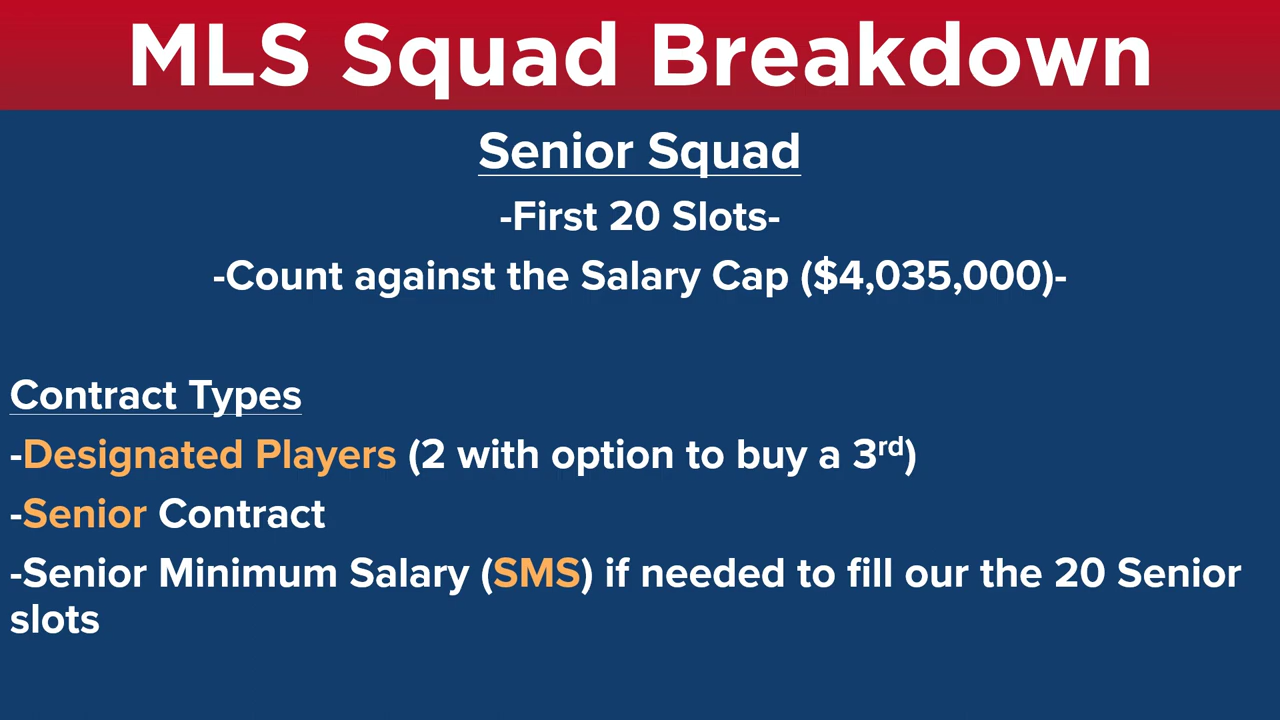 MLS Squad Breakdown
Senior Squad
-First 20 Slots-
-Count against the Salary Cap ($4,035,000)-
Contract Types
-Designated Players (2 with option to buy a 3rd)
-Senior Contract
-Senior Minimum Salary (SMS) if needed to fill our the 20 Senior
slots